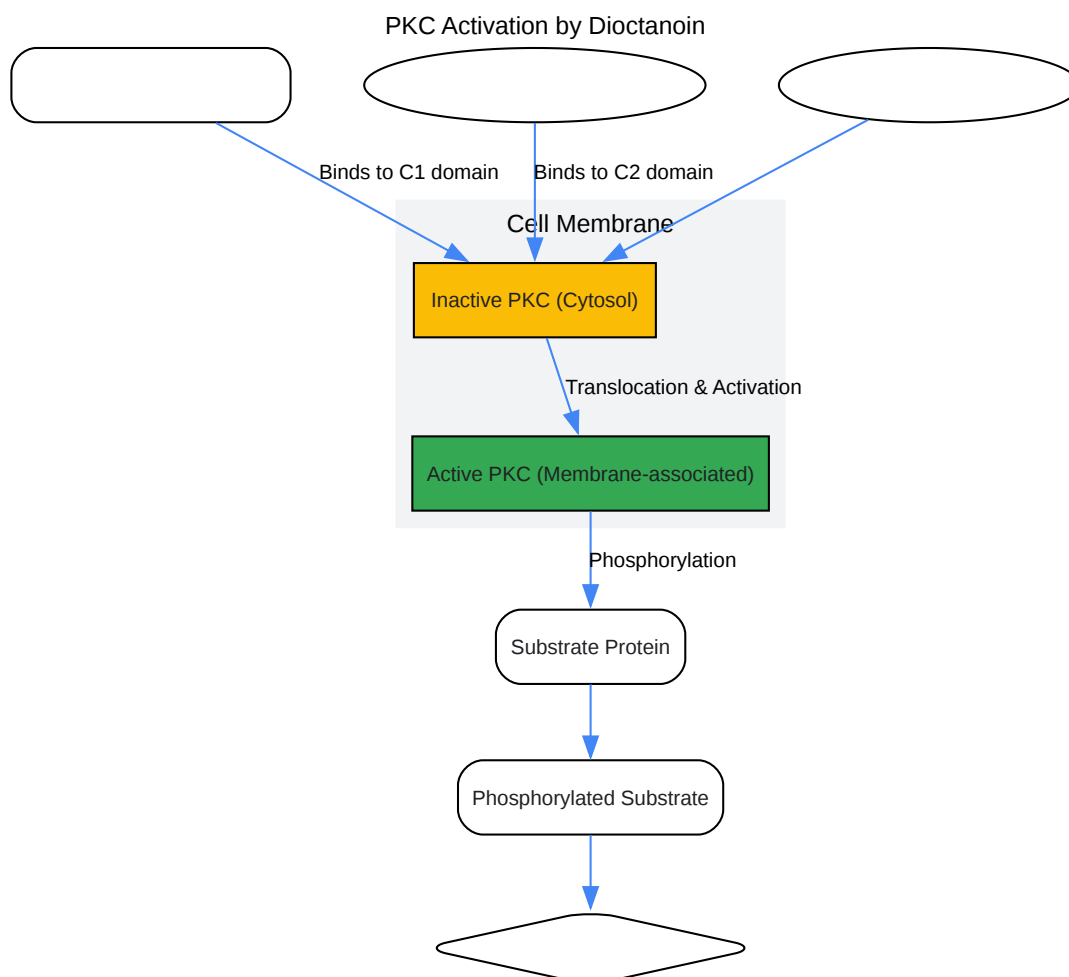 PKC Activation by Dioctanoin
Binds to C1 domain
Binds to C2 domain
Cell Membrane
Inactive PKC (Cytosol)
Translocation & Activation
Active PKC (Membrane-associated)
Phosphorylation
Substrate Protein
Phosphorylated Substrate